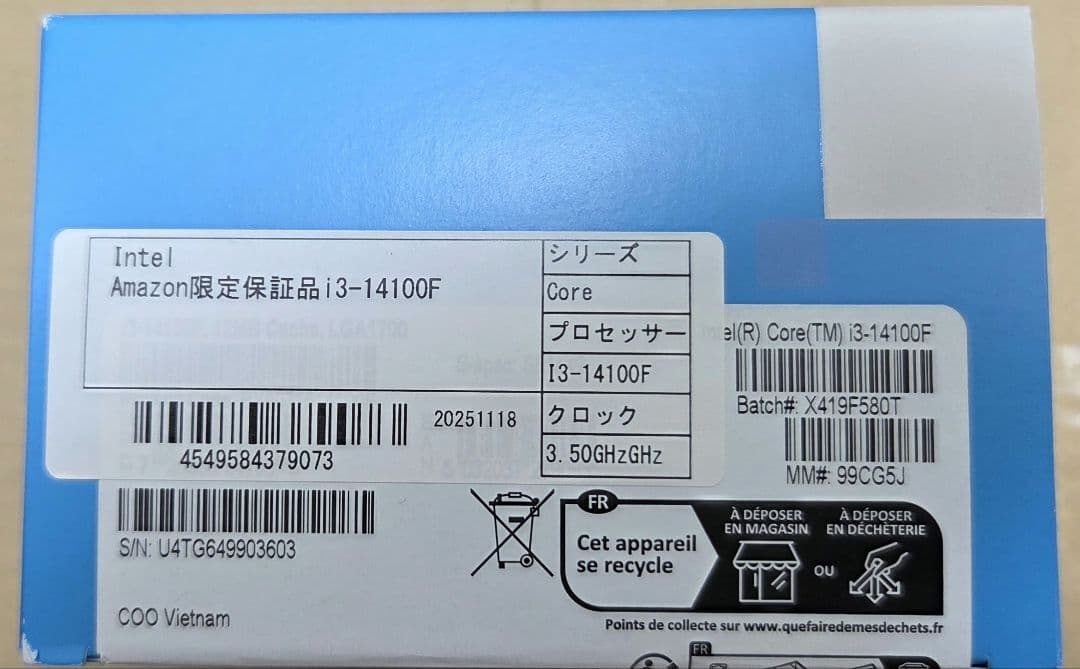 Intel
Amazon限定保証品i3-14100F
シリーズ
Core
プロセッサー
I3-14100F
クロック
3.50GHzGHz
20251118
4549584379073
el(R) Core(TM) i3-14100F
Batch#: X419F580T
MM#: 99CG5J
S/N: U4TG649903603
COO Vietnam
FR
Cet appareil
se recycle
À DÉPOSER
EN MAGASIN
OU
À DÉPOSER
EN DÉCHÈTERIE
Points de collecte sur www.quefairedemesdechets.fr
FR